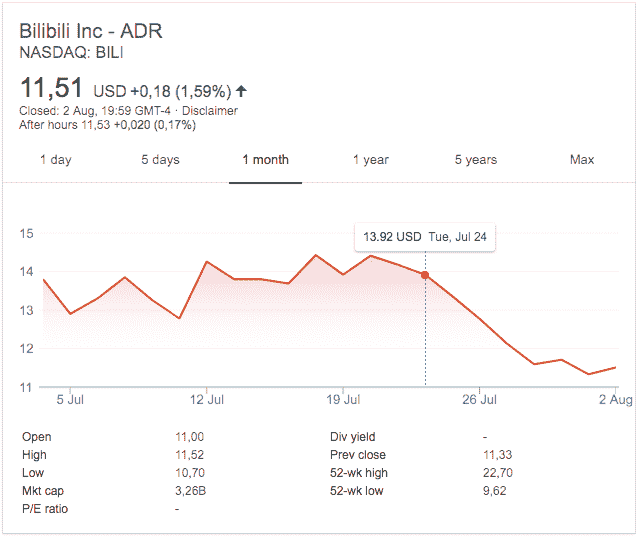 Bilibili Inc - ADR
NASDAQ: BILI
11,51 USD +0,18 (1,59%) ↑
Closed: 2 Aug, 19:59 GMT-4 · Disclaimer
After hours 11,53 +0,020 (0,17%)
1 day 5 days 1 month 1 year 5 years Max
13.92 USD Tue, Jul 24
15
14
13
12
11
5 Jul 12 Jul 19 Jul 26 Jul 2 Aug
Open 11,00 Div yield -
High 11,52 Prev close 11,33
Low 10,70 52-wk high 22,70
Mkt cap 3,26B 52-wk low 9,62
P/E ratio -